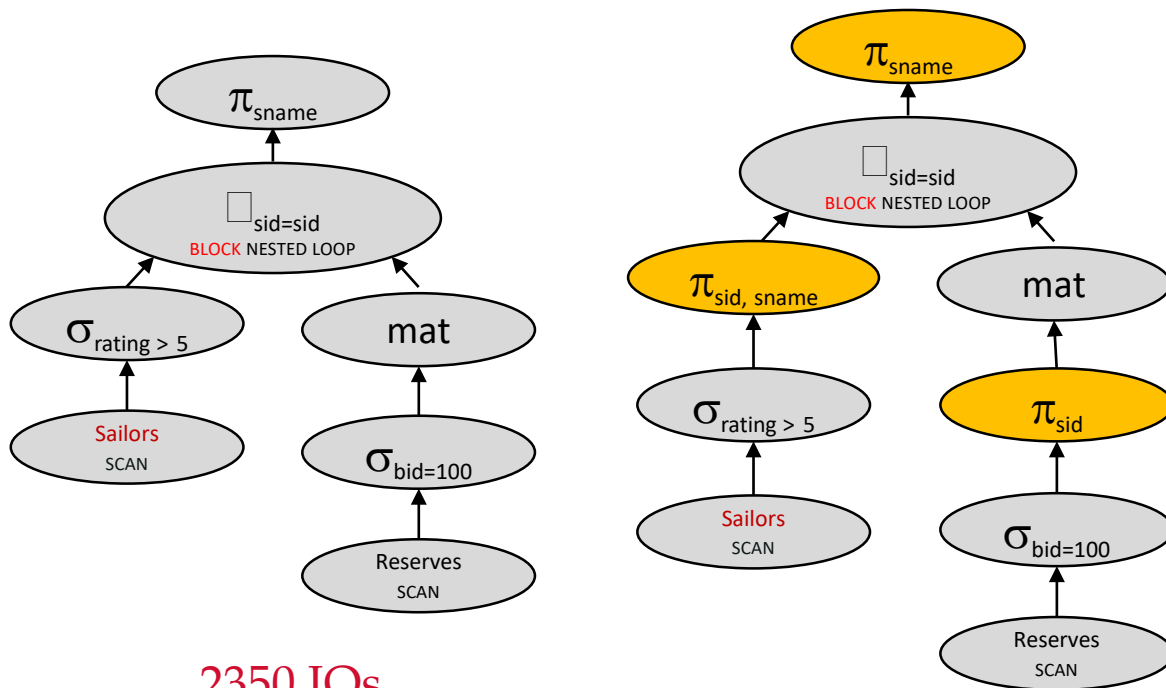 π sname
□ sid=sid
BLOCK NESTED LOOP
σ rating > 5
mat
Sailors
SCAN
σ bid=100
Reserves
SCAN
2350 IOs
π sname
□ sid=sid
BLOCK NESTED LOOP
π sid, sname
mat
σ rating > 5
π sid
Sailors
SCAN
σ bid=100
Reserves
SCAN